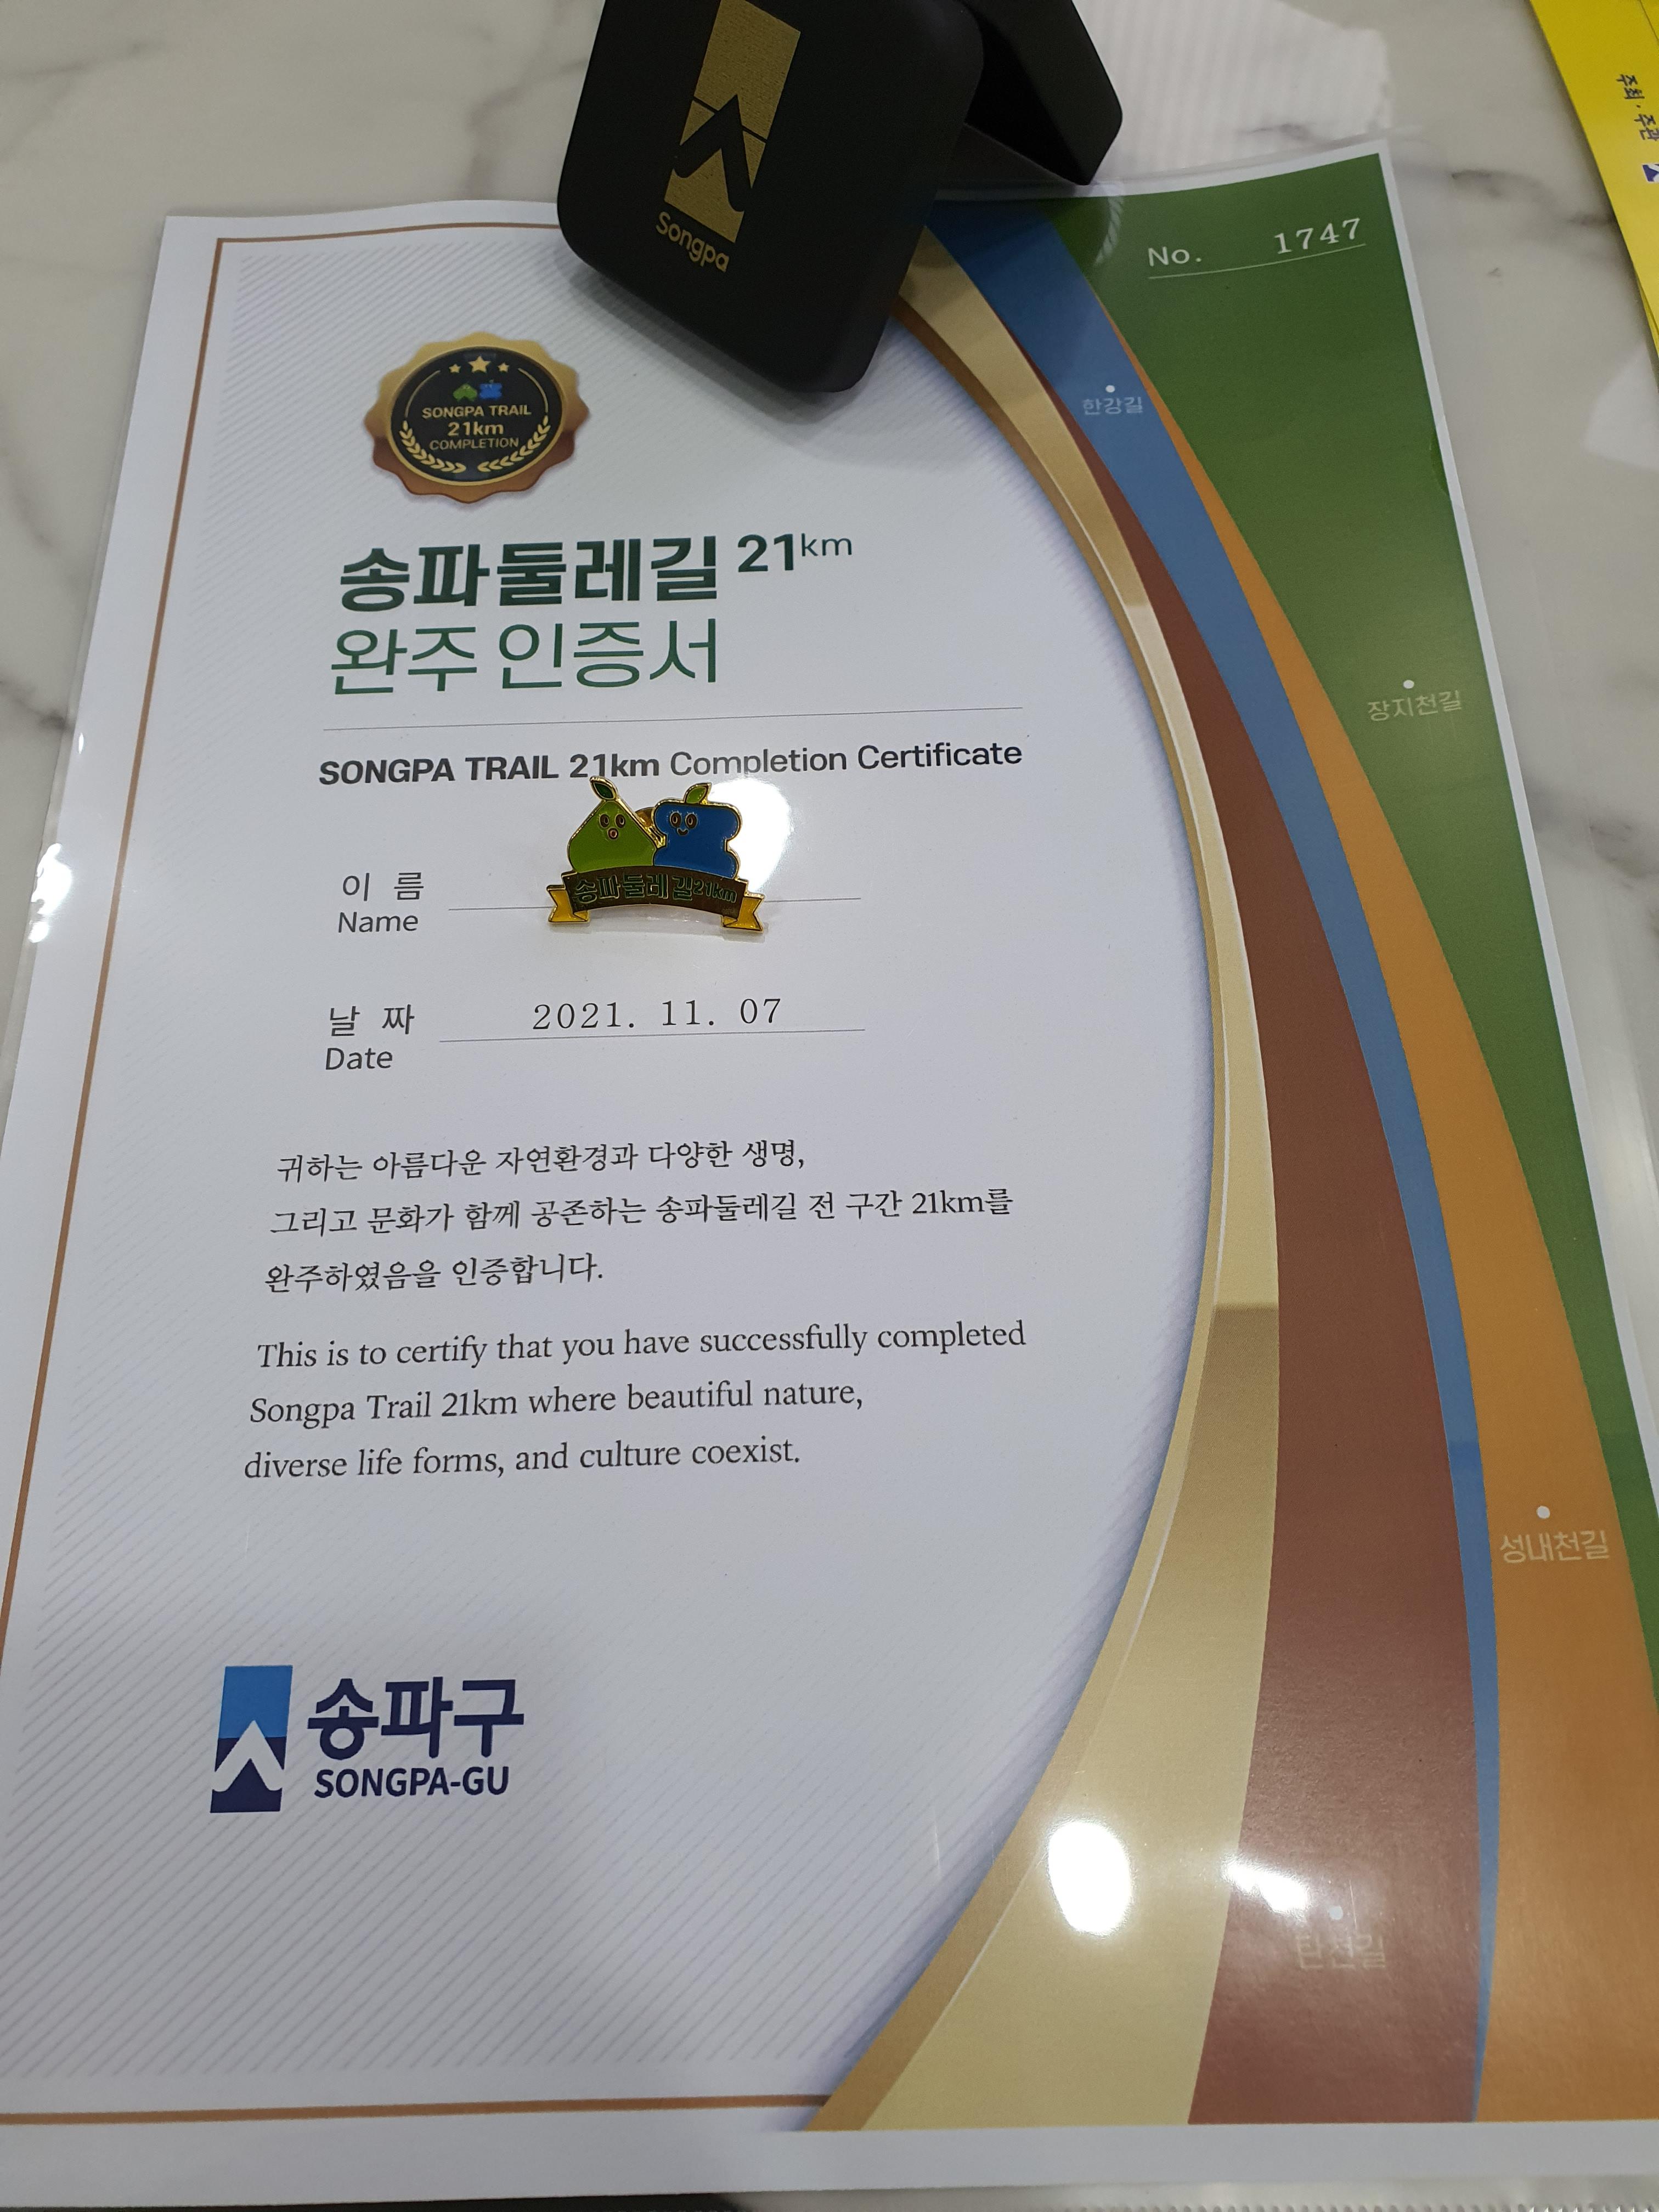 Songpa
주최·주관
No. 1747
SONGPA TRAIL
21km
COMPLETION
송파둘레길 21km
완주 인증서
SONGPA TRAIL 21km Completion Certificate
송파둘레길21km
이 름
Name
날 짜 2021. 11. 07
Date
귀하는 아름다운 자연환경과 다양한 생명,
그리고 문화가 함께 공존하는 송파둘레길 전 구간 21km를
완주하였음을 인증합니다.
This is to certify that you have successfully completed
Songpa Trail 21km where beautiful nature,
diverse life forms, and culture coexist.
송파구
SONGPA-GU
한강길
장지천길
성내천길
탄천길